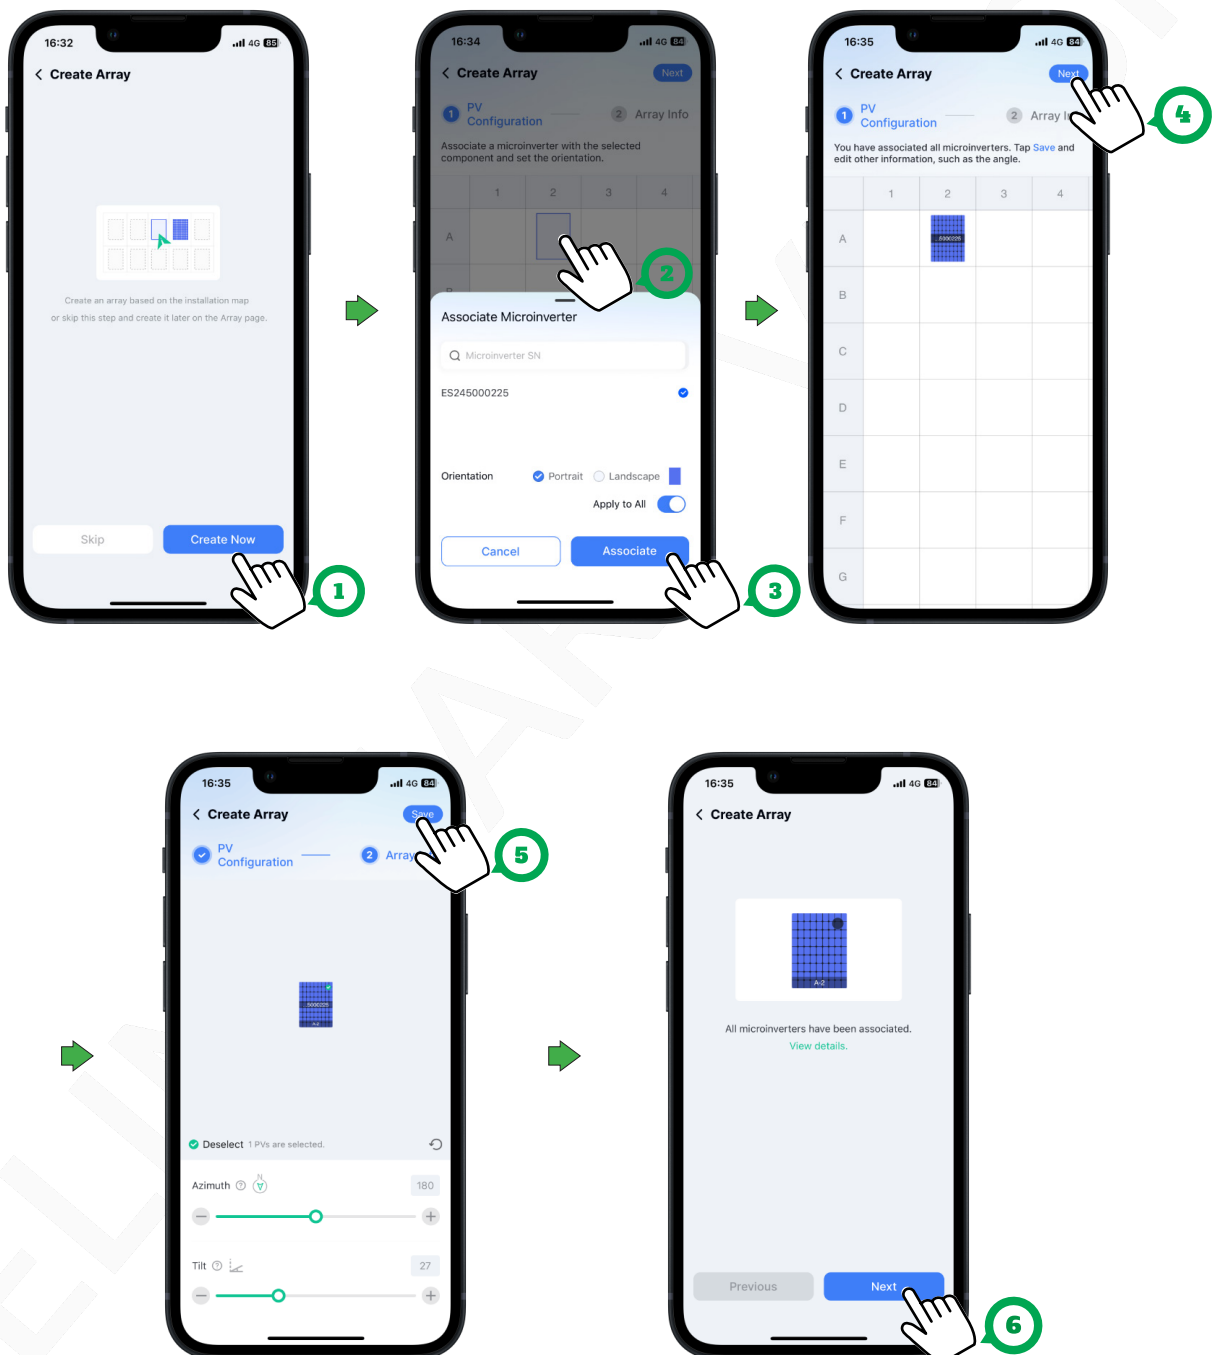 16:32
4G 85
Create Array
Create an array based on the installation map
or skip this step and create it later on the Array page.
Skip
Create Now
1
16:34
4G 84
Create Array
Next
1 PV
Configuration
2 Array Info
Associate a microinverter with the selected
component and set the orientation.
1 2 3 4
A
2
Associate Microinverter
Microinverter SN
ES245000225
Orientation
Portrait
Landscape
Apply to All
Cancel
Associate
3
16:35
4G 84
Create Array
Next
4
1 PV
Configuration
2 Array
You have associated all microinverters. Tap Save and
edit other information, such as the angle.
1 2 3 4
A
...5000225
B
C
D
E
F
G
16:35
4G 84
Create Array
Save
PV
Configuration
2 Array
5
...5000225
A-2
Deselect 1 PVs are selected.
Azimuth
N
180
Tilt
27
16:35
4G 84
Create Array
A-2
All microinverters have been associated.
View details.
Previous
Next
6